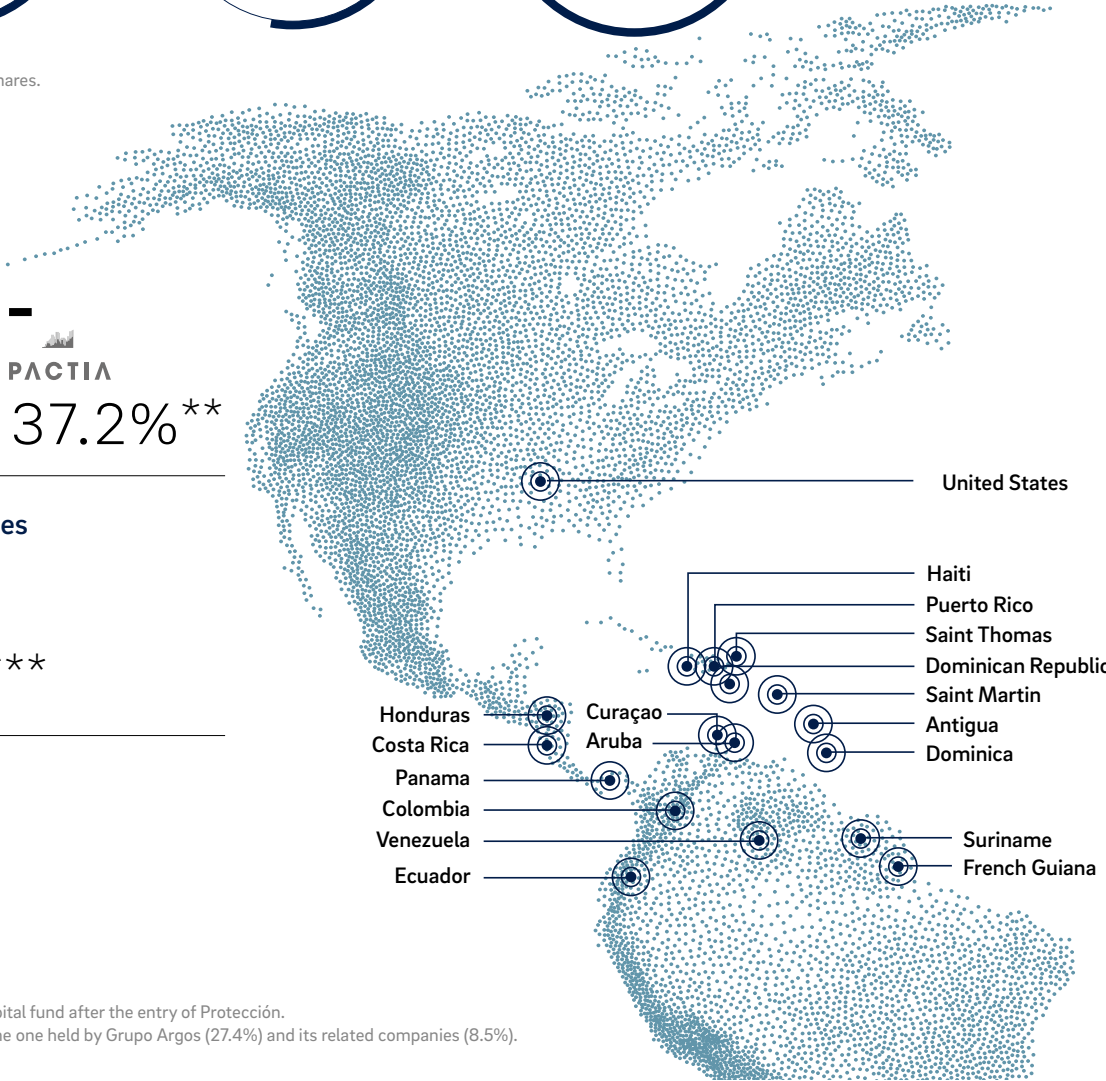 hares.
PACTIA
37.2%**
es
***
United States
Haiti
Puerto Rico
Saint Thomas
Dominican Republic
Saint Martin
Antigua
Dominica
Honduras
Costa Rica
Panama
Colombia
Venezuela
Ecuador
Curaçao
Aruba
Suriname
French Guiana
pital fund after the entry of Protección.
ne one held by Grupo Argos (27.4%) and its related companies (8.5%).